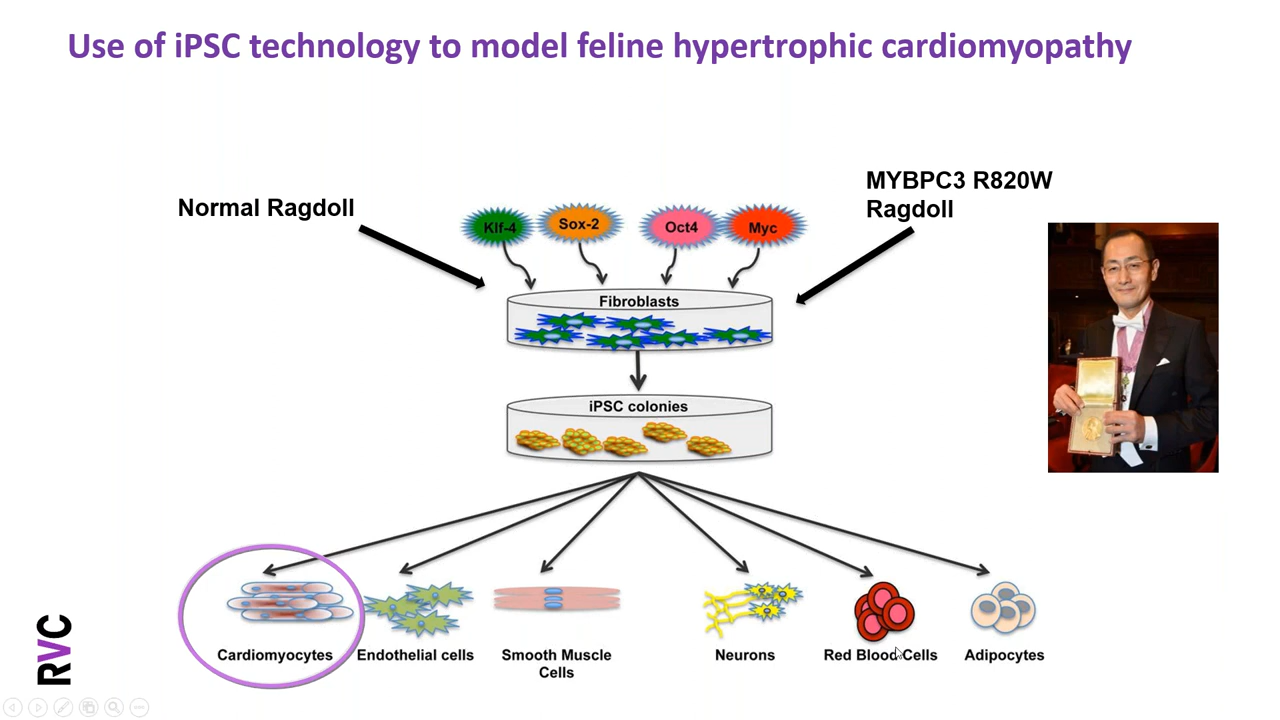 Use of iPSC technology to model feline hypertrophic cardiomyopathy
Normal Ragdoll
MYBPC3 R820W
Ragdoll
Klf-4
Sox-2
Oct4
Myc
Fibroblasts
iPSC colonies
Cardiomyocytes
Endothelial cells
Smooth Muscle
Cells
Neurons
Red Blood Cells
Adipocytes
RVC